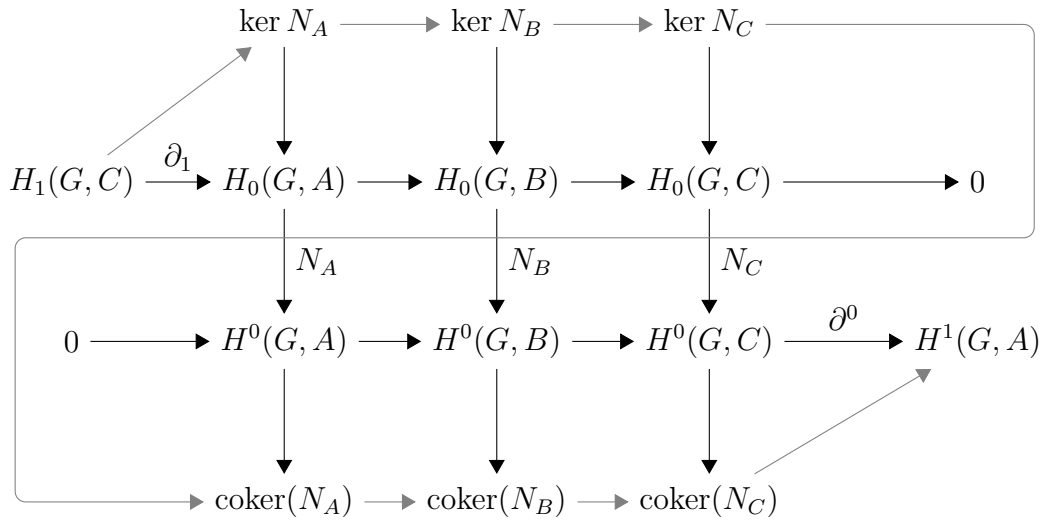 ker N_A ker N_B ker N_C
∂_1
H_1(G, C) H_0(G, A) H_0(G, B) H_0(G, C) 0
N_A N_B N_C
∂^0
0 H^0(G, A) H^0(G, B) H^0(G, C) H^1(G, A)
coker(N_A) coker(N_B) coker(N_C)